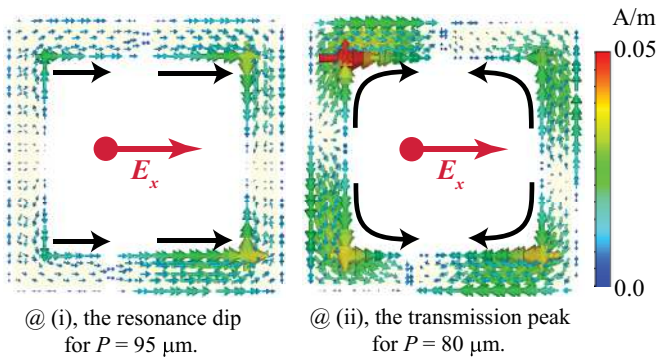 A/m
0.05
E_x
E_x
0.0
@ (i), the resonance dip
for P = 95 μm.
@ (ii), the transmission peak
for P = 80 μm.